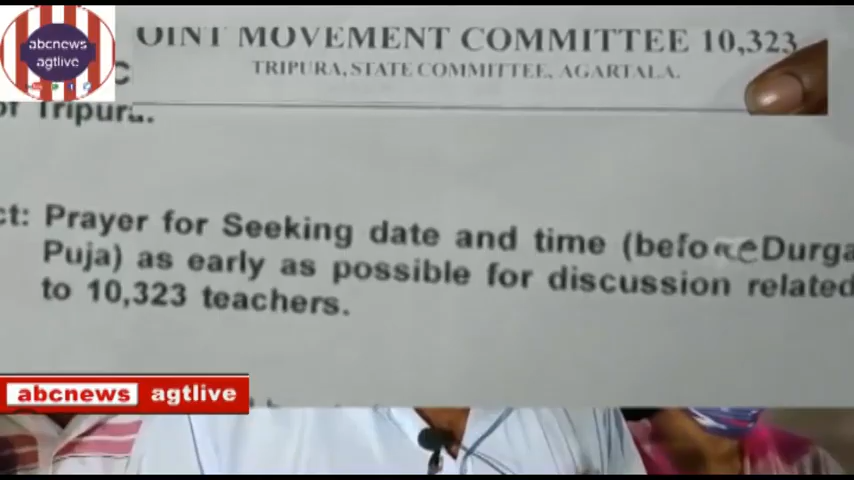 abcnews
agtlive
OINT MOVEMENT COMMITTEE 10,323
TRIPURA, STATE COMMITTEE, AGARTALA.
of Tripura.
ct: Prayer for Seeking date and time (before Durga
Puja) as early as possible for discussion related
to 10,323 teachers.
abcnews agtlive